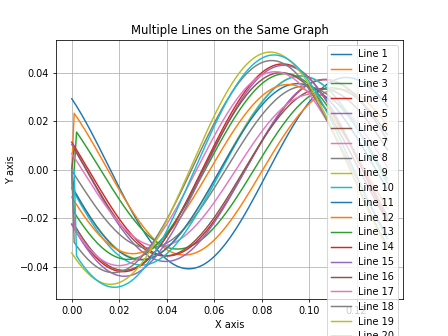 Multiple Lines on the Same Graph
Y axis
0.04
0.02
0.00
−0.02
−0.04
0.00
0.02
0.04
0.06
0.08
0.10
X axis
Line 1
Line 2
Line 3
Line 4
Line 5
Line 6
Line 7
Line 8
Line 9
Line 10
Line 11
Line 12
Line 13
Line 14
Line 15
Line 16
Line 17
Line 18
Line 19
Line 20